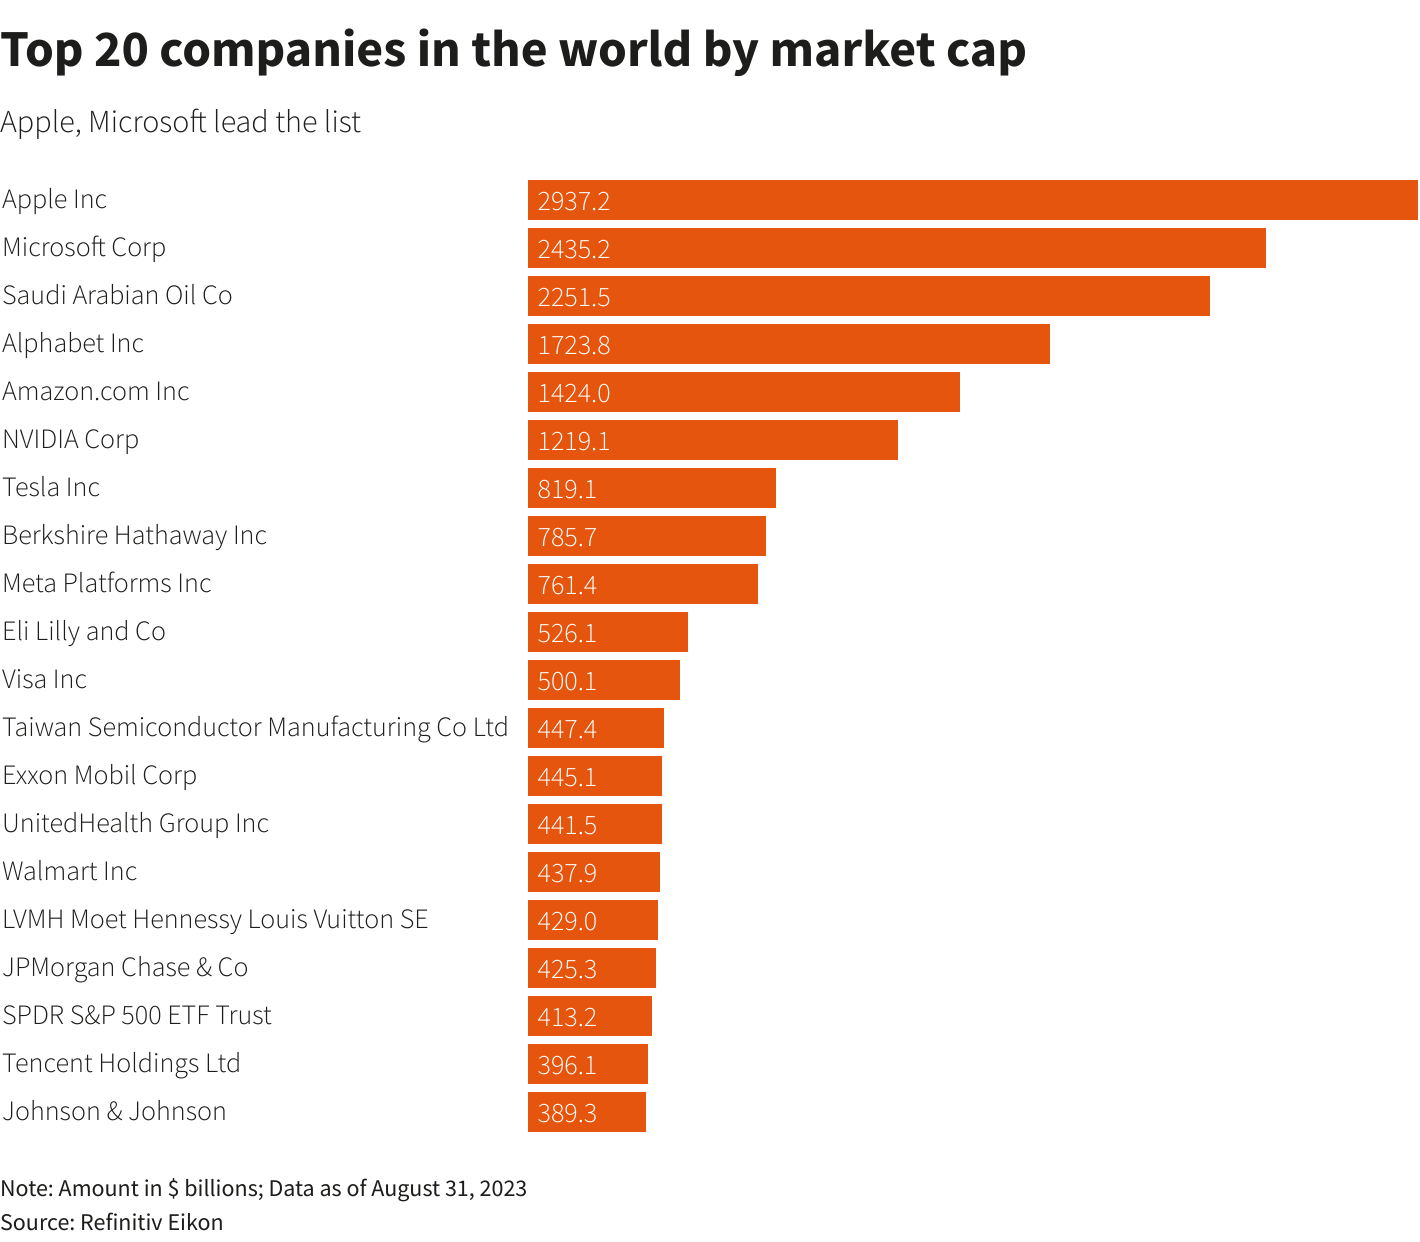 Top 20 companies in the world by market cap
Apple, Microsoft lead the list
Apple Inc 2937.2
Microsoft Corp 2435.2
Saudi Arabian Oil Co 2251.5
Alphabet Inc 1723.8
Amazon.com Inc 1424.0
NVIDIA Corp 1219.1
Tesla Inc 819.1
Berkshire Hathaway Inc 785.7
Meta Platforms Inc 761.4
Eli Lilly and Co 526.1
Visa Inc 500.1
Taiwan Semiconductor Manufacturing Co Ltd 447.4
Exxon Mobil Corp 445.1
UnitedHealth Group Inc 441.5
Walmart Inc 437.9
LVMH Moet Hennessy Louis Vuitton SE 429.0
JPMorgan Chase & Co 425.3
SPDR S&P 500 ETF Trust 413.2
Tencent Holdings Ltd 396.1
Johnson & Johnson 389.3
Note: Amount in $ billions; Data as of August 31, 2023
Source: Refinitiv Eikon